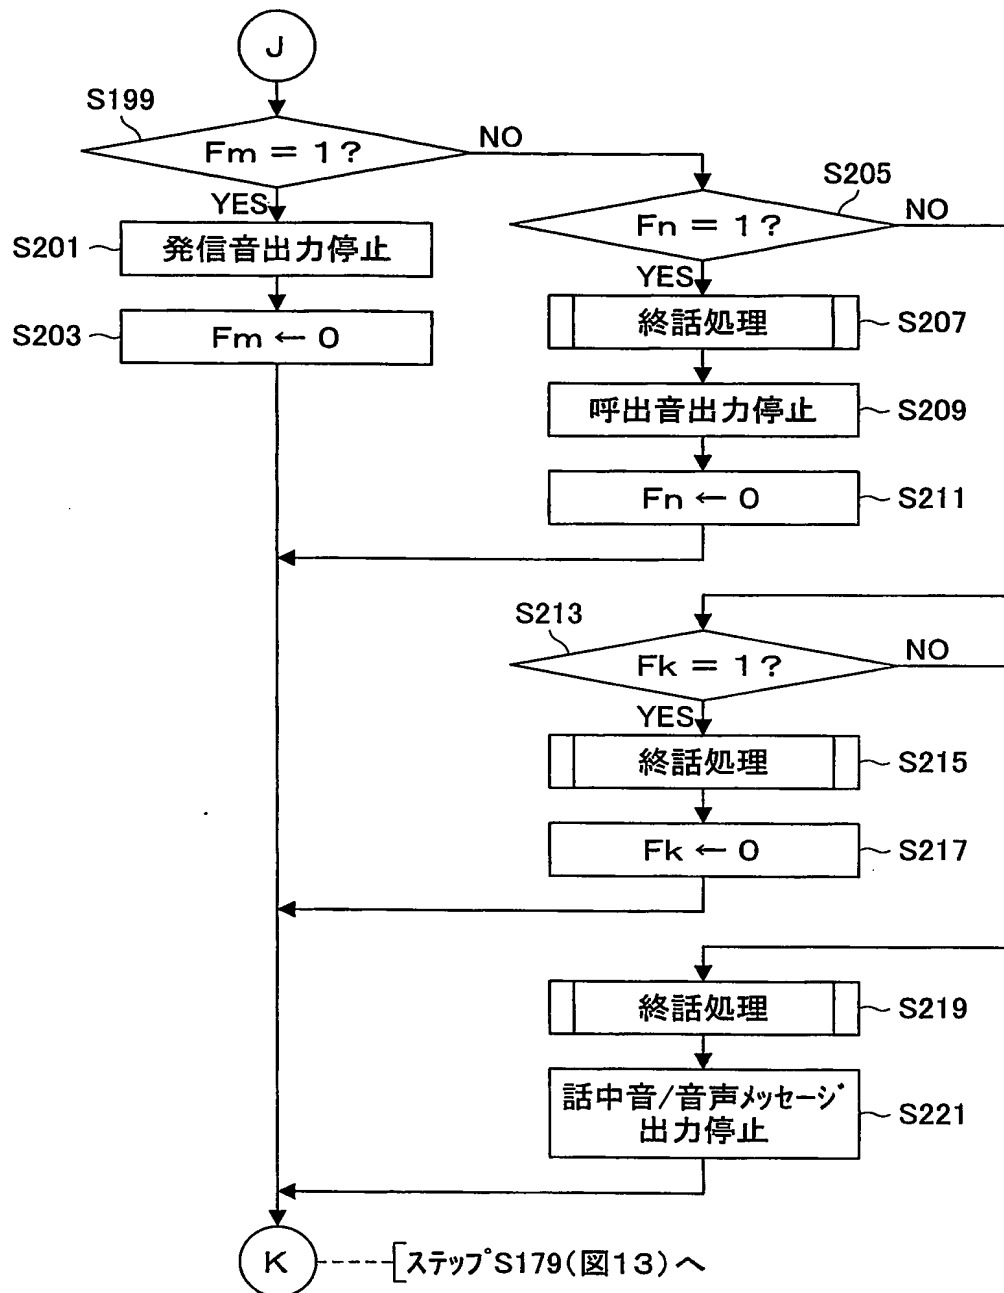 J
S199
Fm = 1?
NO
YES
S201
発信音出力停止
S203
Fm ← 0
S205
Fn = 1?
NO
YES
終話処理
S207
呼出音出力停止
S209
Fn ← 0
S211
S213
Fk = 1?
NO
YES
終話処理
S215
Fk ← 0
S217
終話処理
S219
話中音/音声メッセージ
出力停止
S221
K
ステップS179(図13)へ